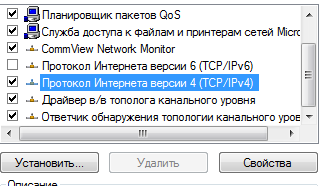 Планировщик пакетов QoS
Служба доступа к файлам и принтерам сетей Micro
CommView Network Monitor
Протокол Интернета версии 6 (TCP/IPv6)
Протокол Интернета версии 4 (TCP/IPv4)
Драйвер в/в тополога канального уровня
Ответчик обнаружения топологии канального уров
Установить...
Удалить
Свойства
Описание